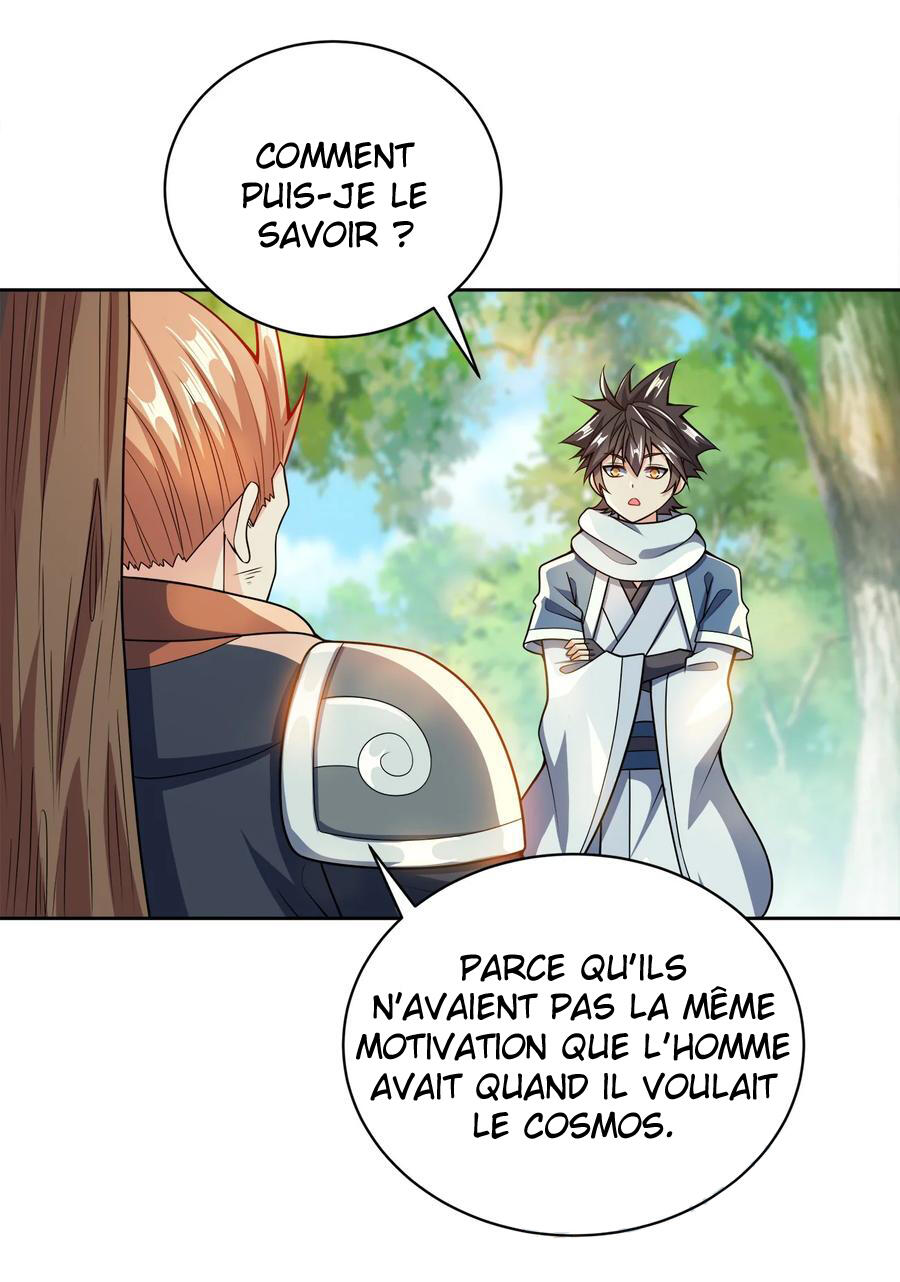 COMMENT
PUIS-JE LE
SAVOIR ?
PARCE QU'ILS
N'AVAIENT PAS LA MÊME
MOTIVATION QUE L'HOMME
AVAIT QUAND IL VOULAIT
LE COSMOS.